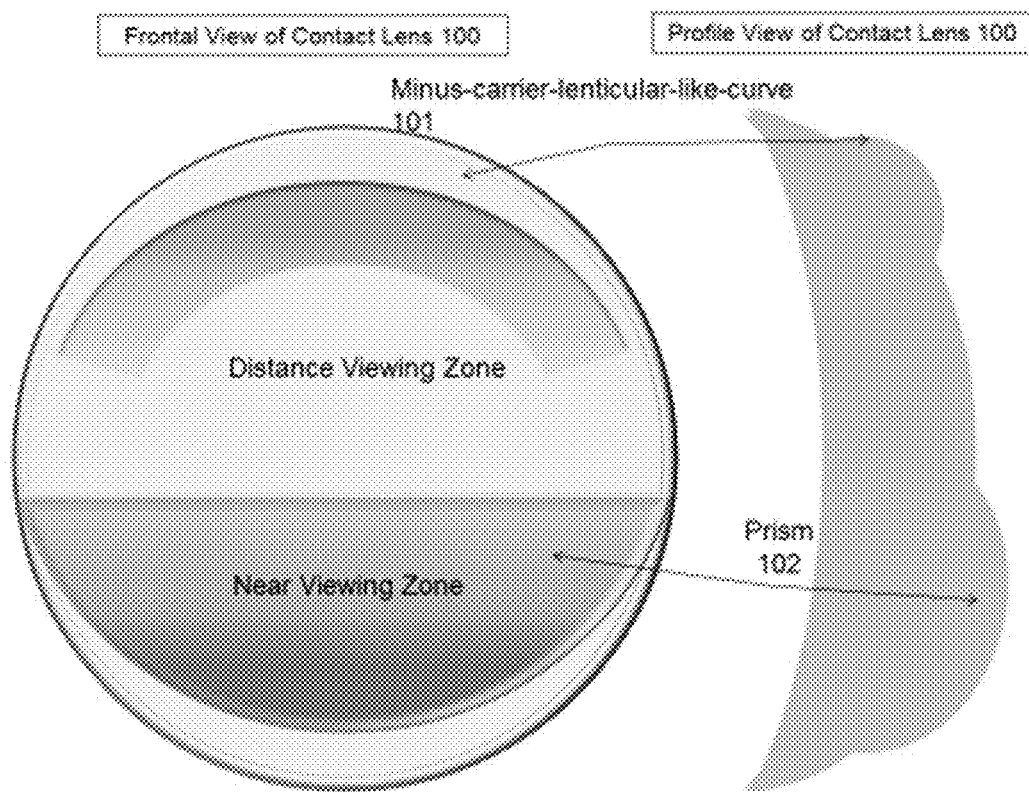 Frontal View of Contact Lens 100
Profile View of Contact Lens 100
Minus-carrier-lenticular-like-curve
101
Distance Viewing Zone
Prism
102
Near Viewing Zone